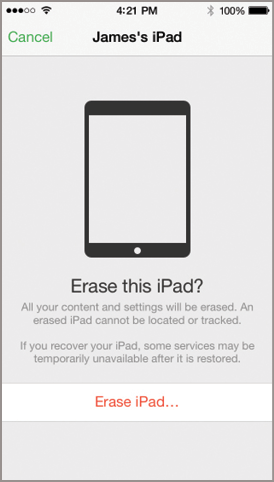 4:21 PM 100%
Cancel James's iPad
Erase this iPad?
All your content and settings will be erased. An
erased iPad cannot be located or tracked.
If you recover your iPad, some services may be
temporarily unavailable after it is restored.
Erase iPad…